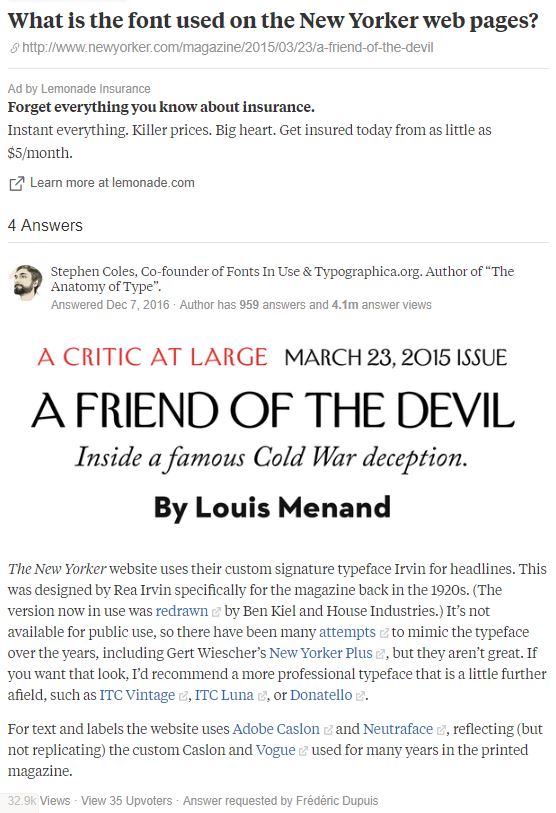 What is the font used on the New Yorker web pages?
http://www.newyorker.com/magazine/2015/03/23/a-friend-of-the-devil
Ad by Lemonade Insurance
Forget everything you know about insurance.
Instant everything. Killer prices. Big heart. Get insured today from as little as
$5/month.
Learn more at lemonade.com
4 Answers
Stephen Coles, Co-founder of Fonts In Use & Typographica.org. Author of “The
Anatomy of Type”.
Answered Dec 7, 2016 · Author has 959 answers and 4.1m answer views
A CRITIC AT LARGE MARCH 23, 2015 ISSUE
A FRIEND OF THE DEVIL
Inside a famous Cold War deception.
By Louis Menand
The New Yorker website uses their custom signature typeface Irvin for headlines. This
was designed by Rea Irvin specifically for the magazine back in the 1920s. (The
version now in use was redrawn by Ben Kiel and House Industries.) It’s not
available for public use, so there have been many attempts to mimic the typeface
over the years, including Gert Wiescher’s New Yorker Plus, but they aren’t great. If
you want that look, I’d recommend a more professional typeface that is a little further
afield, such as ITC Vintage, ITC Luna, or Donatello.
For text and labels the website uses Adobe Caslon and Neutraface, reflecting (but
not replicating) the custom Caslon and Vogue used for many years in the printed
magazine.
32.9k Views · View 35 Upvoters · Answer requested by Frédéric Dupuis